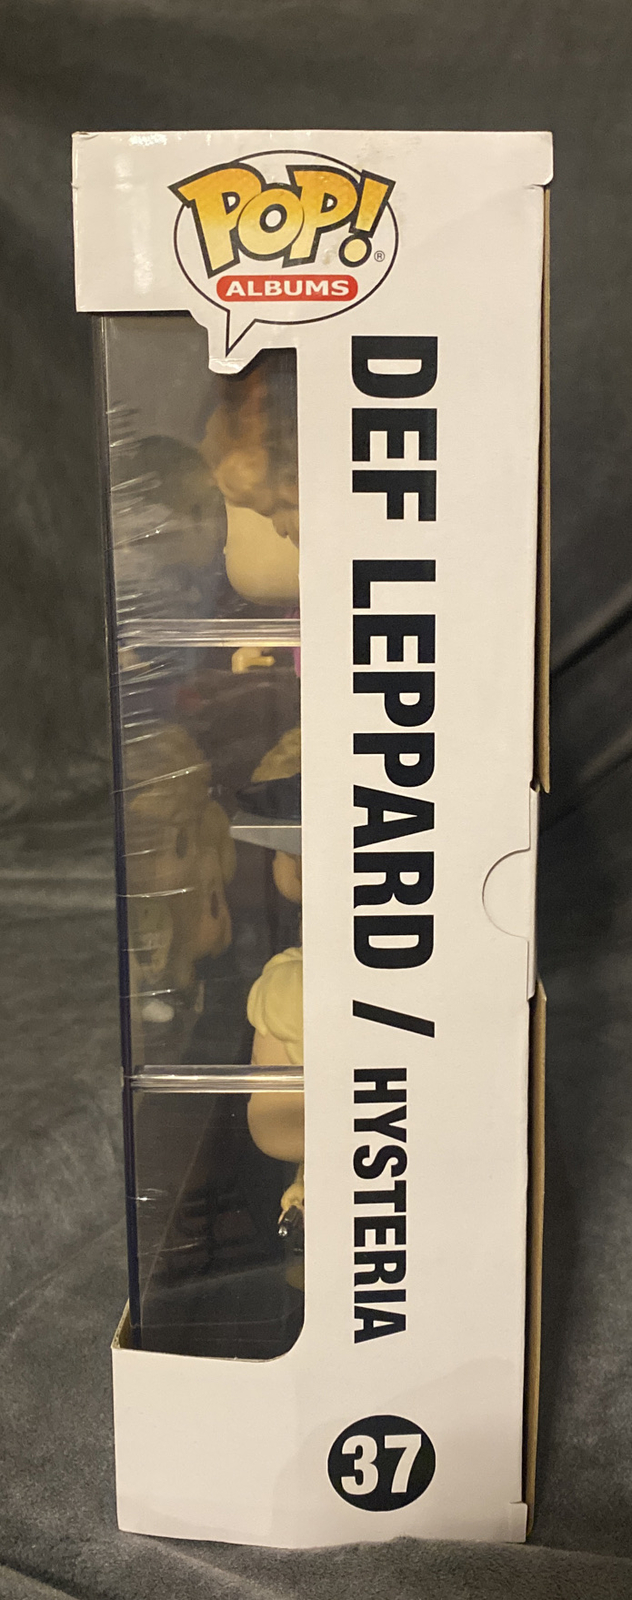 POP!®
ALBUMS
DEF LEPPARD / HYSTERIA
37